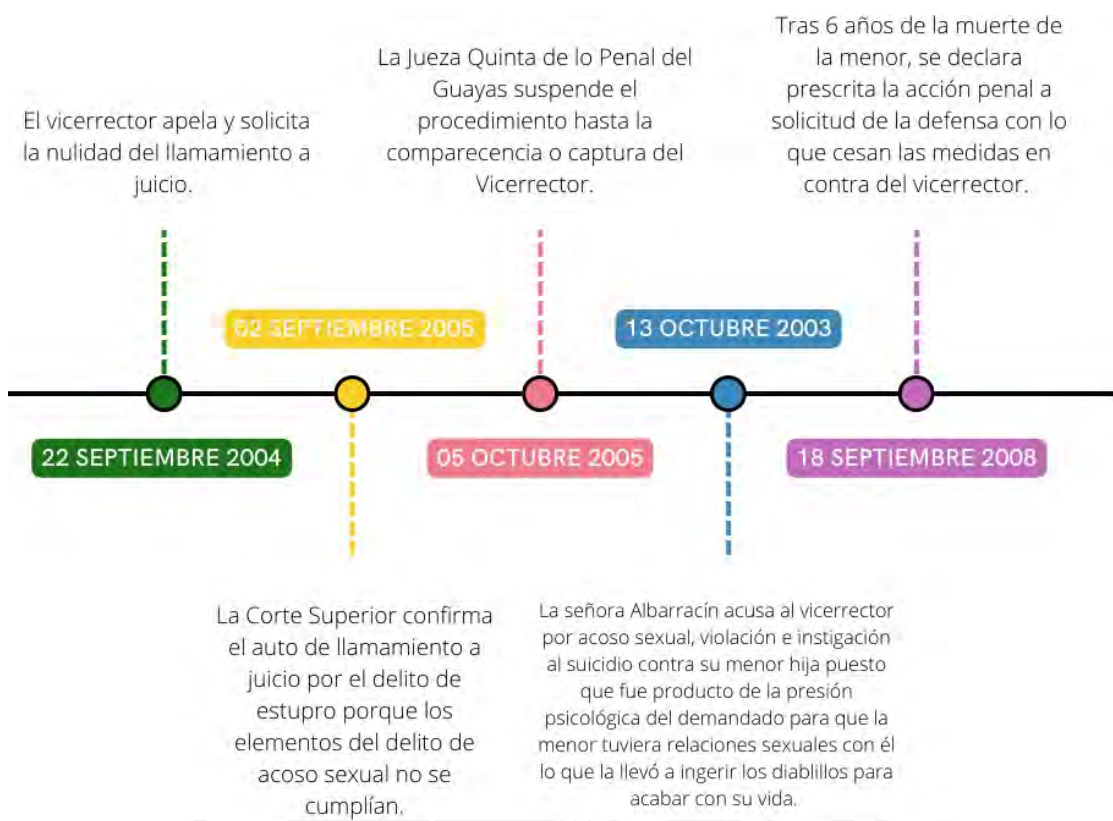 El vicerrector apela y solicita
la nulidad del llamamiento a
juicio.
La Jueza Quinta de lo Penal del
Guayas suspende el
procedimiento hasta la
comparecencia o captura del
Vicerrector.
Tras 6 años de la muerte de
la menor, se declara
prescrita la acción penal a
solicitud de la defensa con lo
que cesan las medidas en
contra del vicerrector.
02 SEPTIEMBRE 2005
13 OCTUBRE 2003
22 SEPTIEMBRE 2004
05 OCTUBRE 2005
18 SEPTIEMBRE 2008
La Corte Superior confirma
el auto de llamamiento a
juicio por el delito de
estupro porque los
elementos del delito de
acoso sexual no se
cumplían.
La señora Albarracín acusa al vicerrector
por acoso sexual, violación e instigación
al suicidio contra su menor hija puesto
que fue producto de la presión
psicológica del demandado para que la
menor tuviera relaciones sexuales con él
lo que la llevó a ingerir los diablillos para
acabar con su vida.